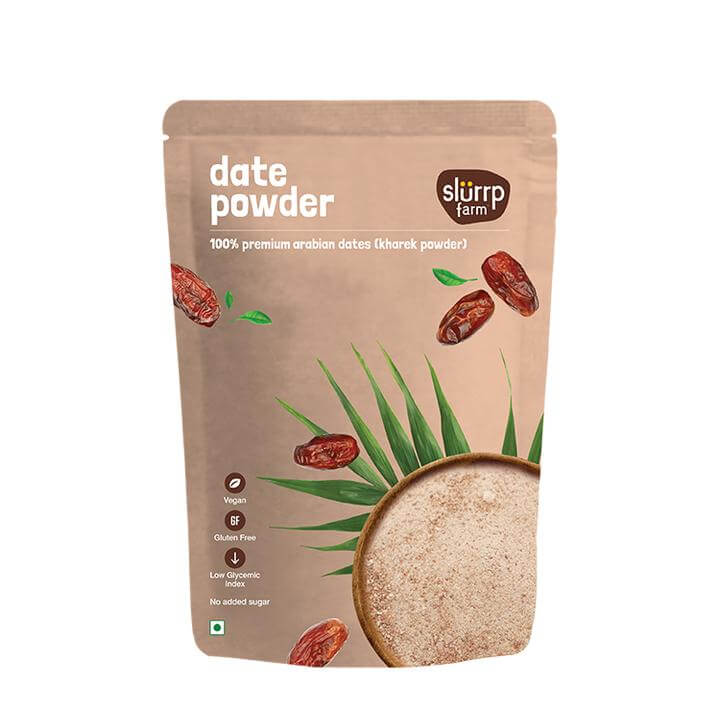 date
powder
slürrp
farm™
100% premium arabian dates (kharek powder)
Vegan
GF
Gluten Free
Low Glycemic
Index
No added sugar